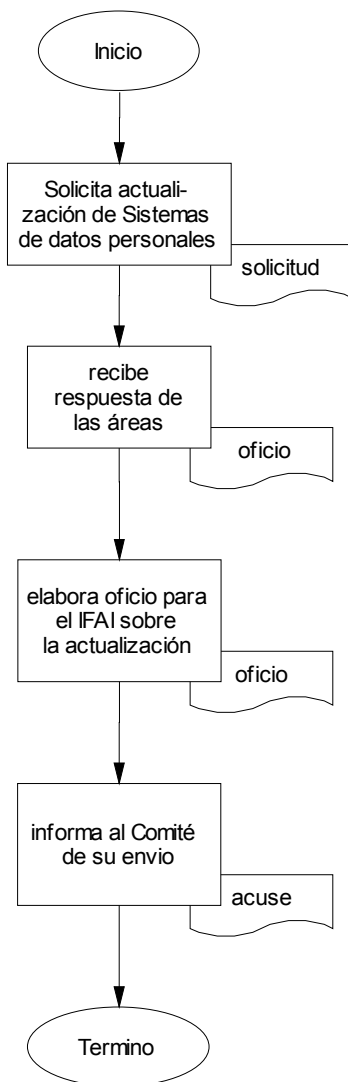 Inicio
Solicita actuali-
zación de Sistemas
de datos personales
solicitud
recibe
respuesta de
las áreas
oficio
elabora oficio para
el IFAI sobre
la actualización
oficio
informa al Comité
de su envio
acuse
Termino